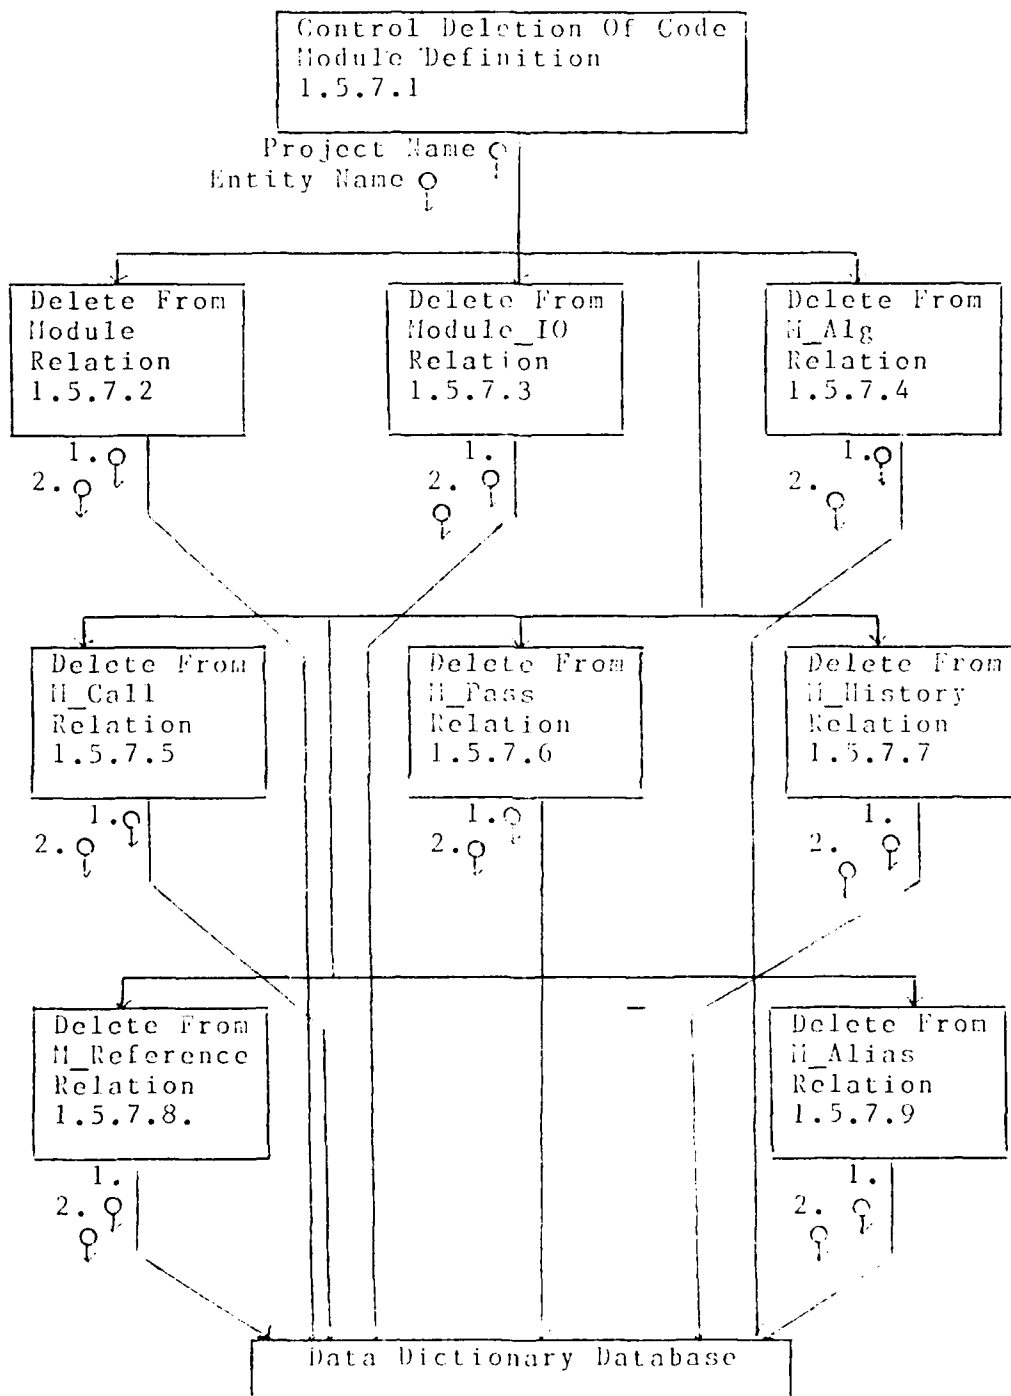 Control Deletion Of Code
Module Definition
1.5.7.1
Project Name
Entity Name
Delete From
Module
Relation
1.5.7.2
Delete From
Module_IO
Relation
1.5.7.3
Delete From
M_Alg
Relation
1.5.7.4
1.
2.
1.
2.
1.
2.
Delete From
M_Call
Relation
1.5.7.5
Delete From
M_Pass
Relation
1.5.7.6
Delete From
M_History
Relation
1.5.7.7
1.
2.
1.
2.
1.
2.
Delete From
M_Reference
Relation
1.5.7.8.
Delete From
M_Alias
Relation
1.5.7.9
1.
2.
1.
2.
Data Dictionary Database